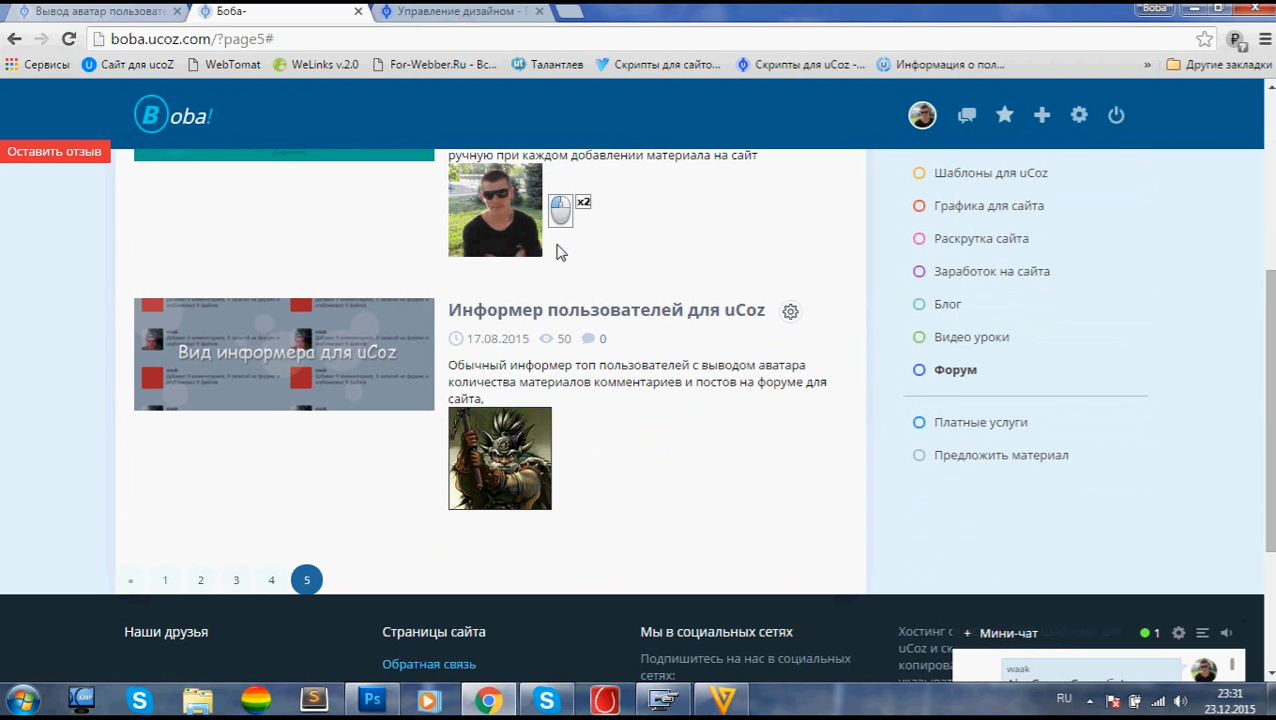 Вывод аватар пользоват
Боба-
Управление дизайном -
Boba
boba.ucoz.com/?page5#
Сервисы
Сайт для ucoZ
WebTomat
WeLinks v.2.0
For-Webber.Ru - Вс...
Талантлев
Скрипты для сайто...
Скрипты для uCoz -...
Информация о пол...
»
Другие закладки
Boba!
Оставить отзыв
ручную при каждом добавлении материала на сайт
x2
Информер пользователей для uCoz
17.08.2015 50 0
Вид информера для uCoz
Обычный информер топ пользователей с выводом аватара
количества материалов комментариев и постов на форуме для
сайта,
« 1 2 3 4 5
Шаблоны для uCoz
Графика для сайта
Раскрутка сайта
Заработок на сайта
Блог
Видео уроки
Форум
Платные услуги
Предложить материал
Наши друзья
Страницы сайта
Обратная связь
Мы в социальных сетях
Подпишитесь на нас в социальных
сетях:
Хостинг
uCoz и ск
копирова
+ Мини-чат
1
waak
RU
23:31
23.12.2015